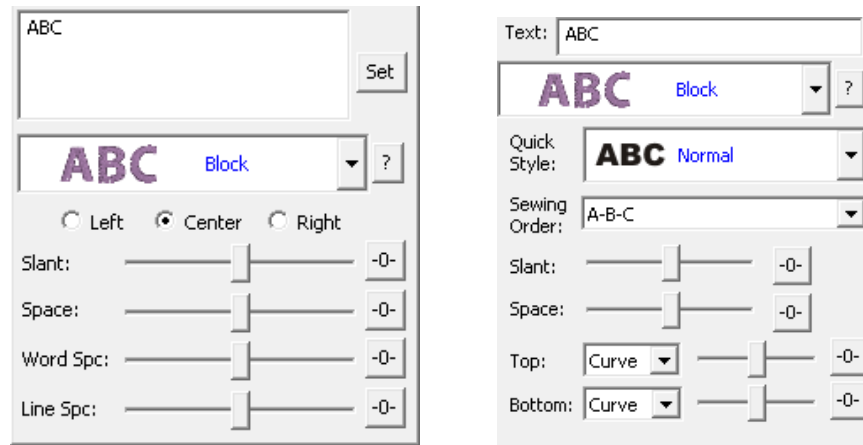 ABC
Set
ABC Block
?
Left Center Right
Slant: -0-
Space: -0-
Word Spc: -0-
Line Spc: -0-
Text: ABC
ABC Block
?
Quick
Style:
ABC Normal
Sewing
Order:
A-B-C
Slant: -0-
Space: -0-
Top: Curve -0-
Bottom: Curve -0-